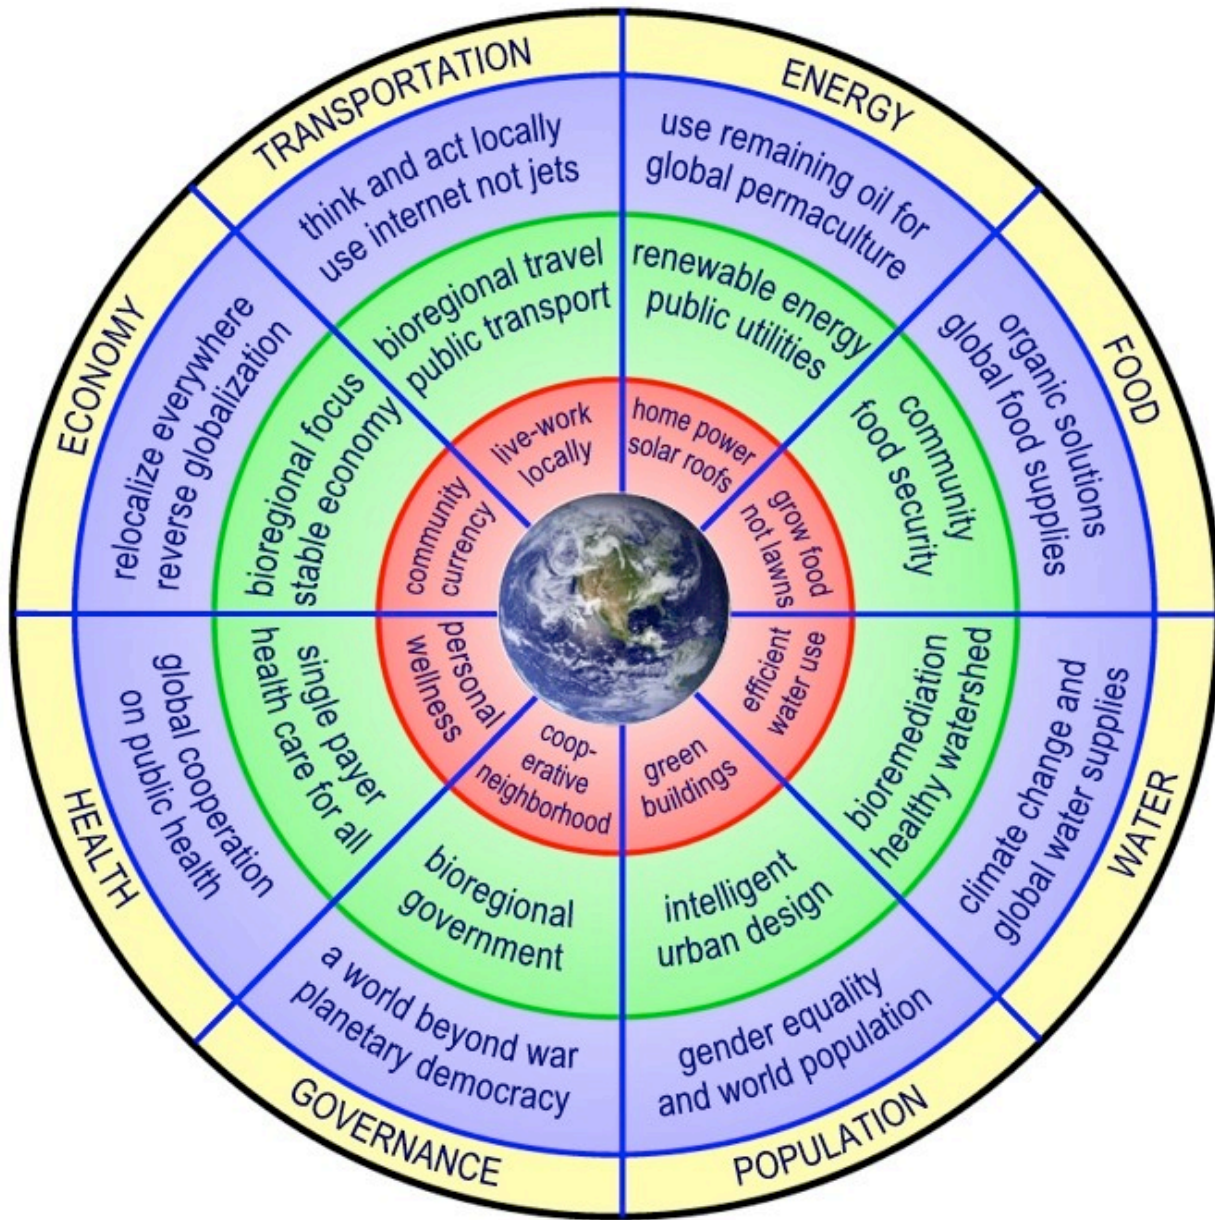 ENERGY
use remaining oil for
global permaculture
renewable energy
public utilities
home power
solar roofs
FOOD
organic solutions
global food supplies
community
food security
grow food
not lawns
WATER
climate change and
global water supplies
bioremediation
healthy watershed
efficient
water use
POPULATION
gender equality
and world population
intelligent
urban design
green
buildings
GOVERNANCE
a world beyond war
planetary democracy
bioregional
government
coop-
erative
neighborhood
HEALTH
global cooperation
on public health
single payer
health care for all
personal
wellness
ECONOMY
relocalize everywhere
reverse globalization
bioregional focus
stable economy
community
currency
TRANSPORTATION
think and act locally
use internet not jets
bioregional travel
public transport
live-work
locally